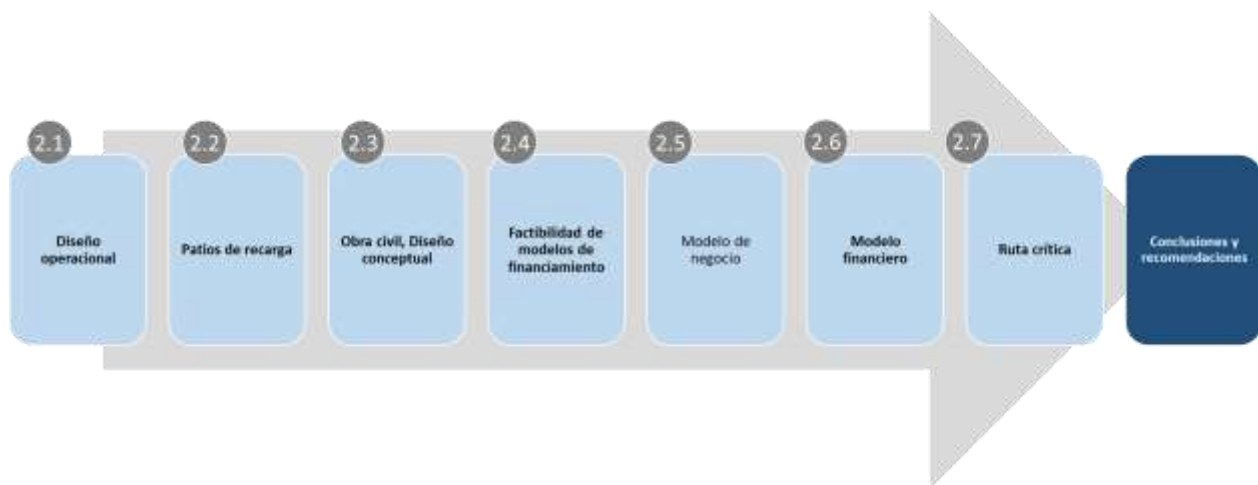 2.1
Diseño
operacional
2.2
Patios de recarga
2.3
Obra civil, Diseño
conceptual
2.4
Factibilidad de
modelos de
financiamiento
2.5
Modelo de
negocio
2.6
Modelo
financiero
2.7
Ruta crítica
Conclusiones y
recomendaciones